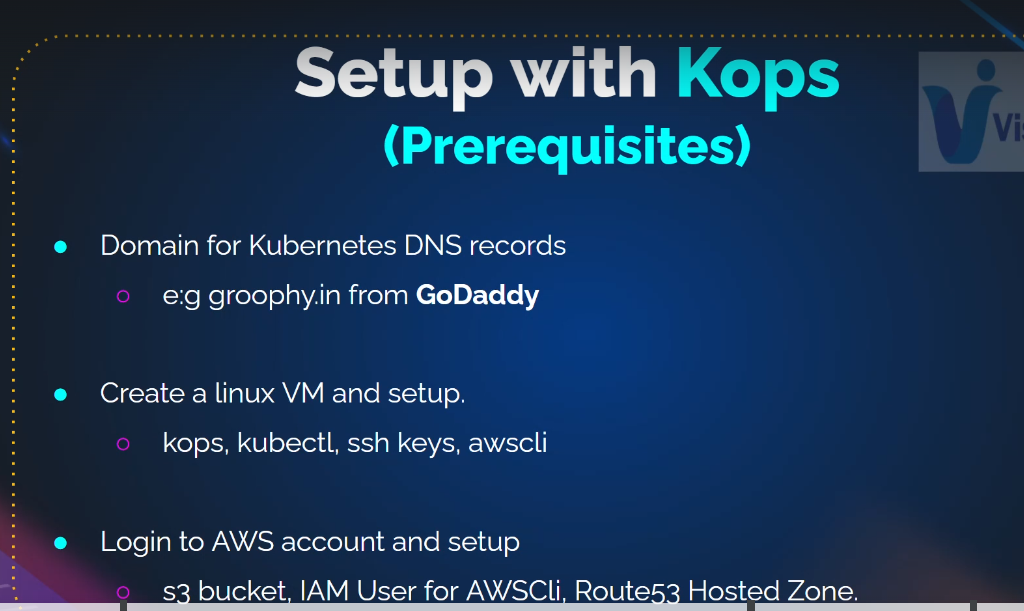 Setup with Kops
(Prerequisites)
Domain for Kubernetes DNS records
e:g groophy.in from GoDaddy
Create a linux VM and setup.
kops, kubectl, ssh keys, awscli
Login to AWS account and setup
s3 bucket, IAM User for AWSCli, Route53 Hosted Zone.